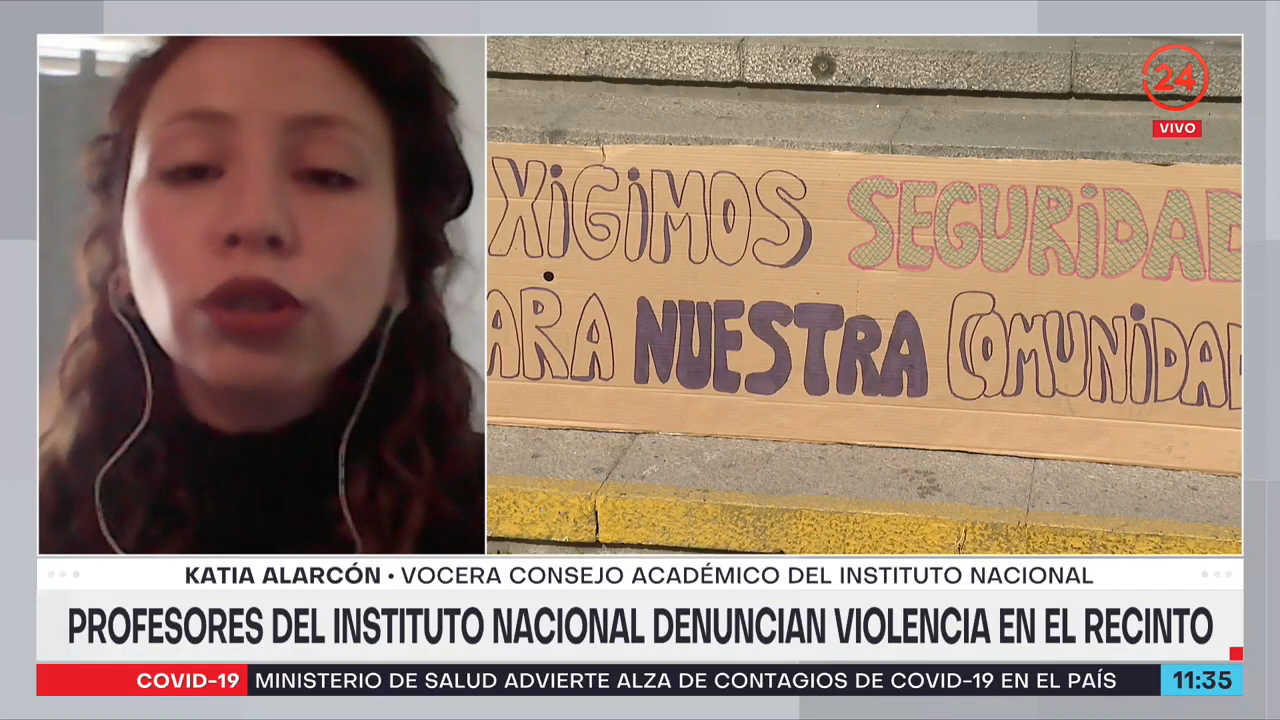 24
VIVO
XIGIMOS SEGURIDAD
ARA NUESTRA COMUNIDAD
KATIA ALARCÓN • VOCERA CONSEJO ACADÉMICO DEL INSTITUTO NACIONAL
PROFESORES DEL INSTITUTO NACIONAL DENUNCIAN VIOLENCIA EN EL RECINTO
COVID-19 MINISTERIO DE SALUD ADVIERTE ALZA DE CONTAGIOS DE COVID-19 EN EL PAÍS 11:35